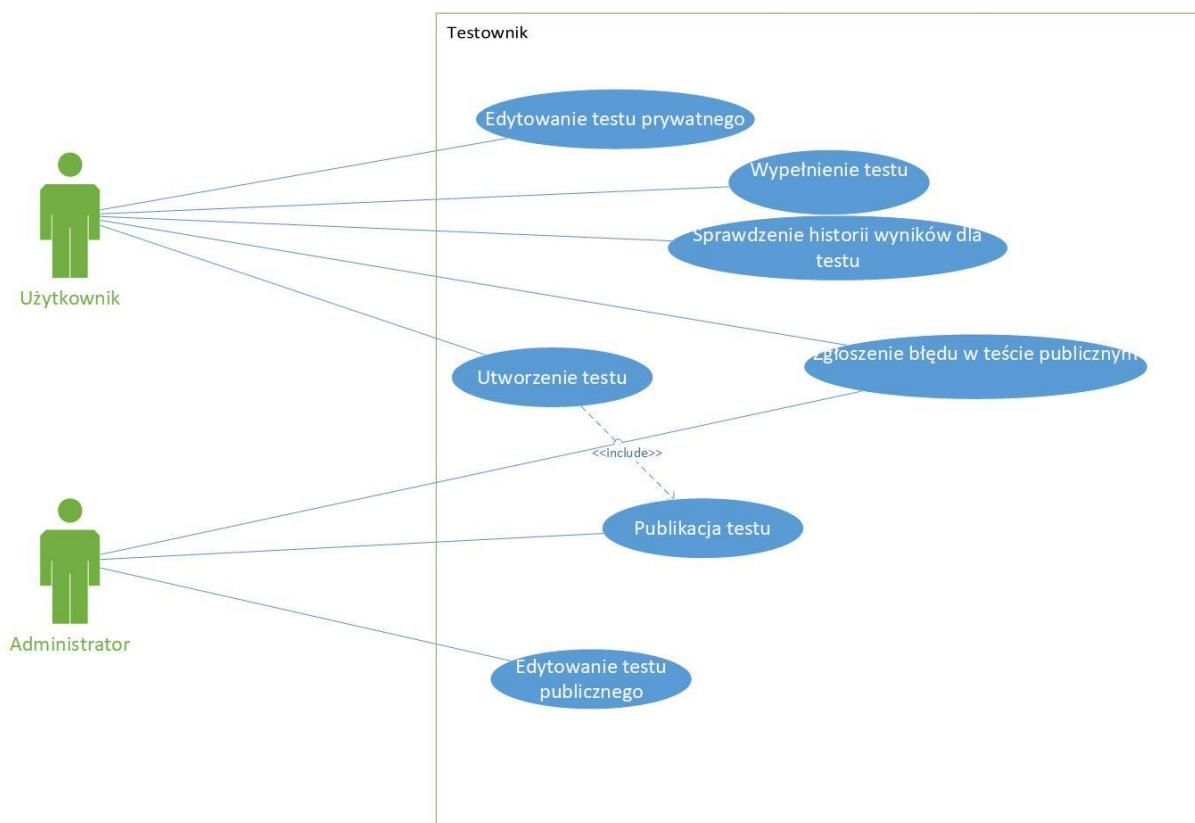 Testownik
Edytowanie testu prywatnego
Wypełnienie testu
Sprawdzenie historii wyników dla
testu
Użytkownik
Zgłoszenie błędu w teście publicznym
Utworzenie testu
<<include>>
Publikacja testu
Administrator
Edytowanie testu
publicznego